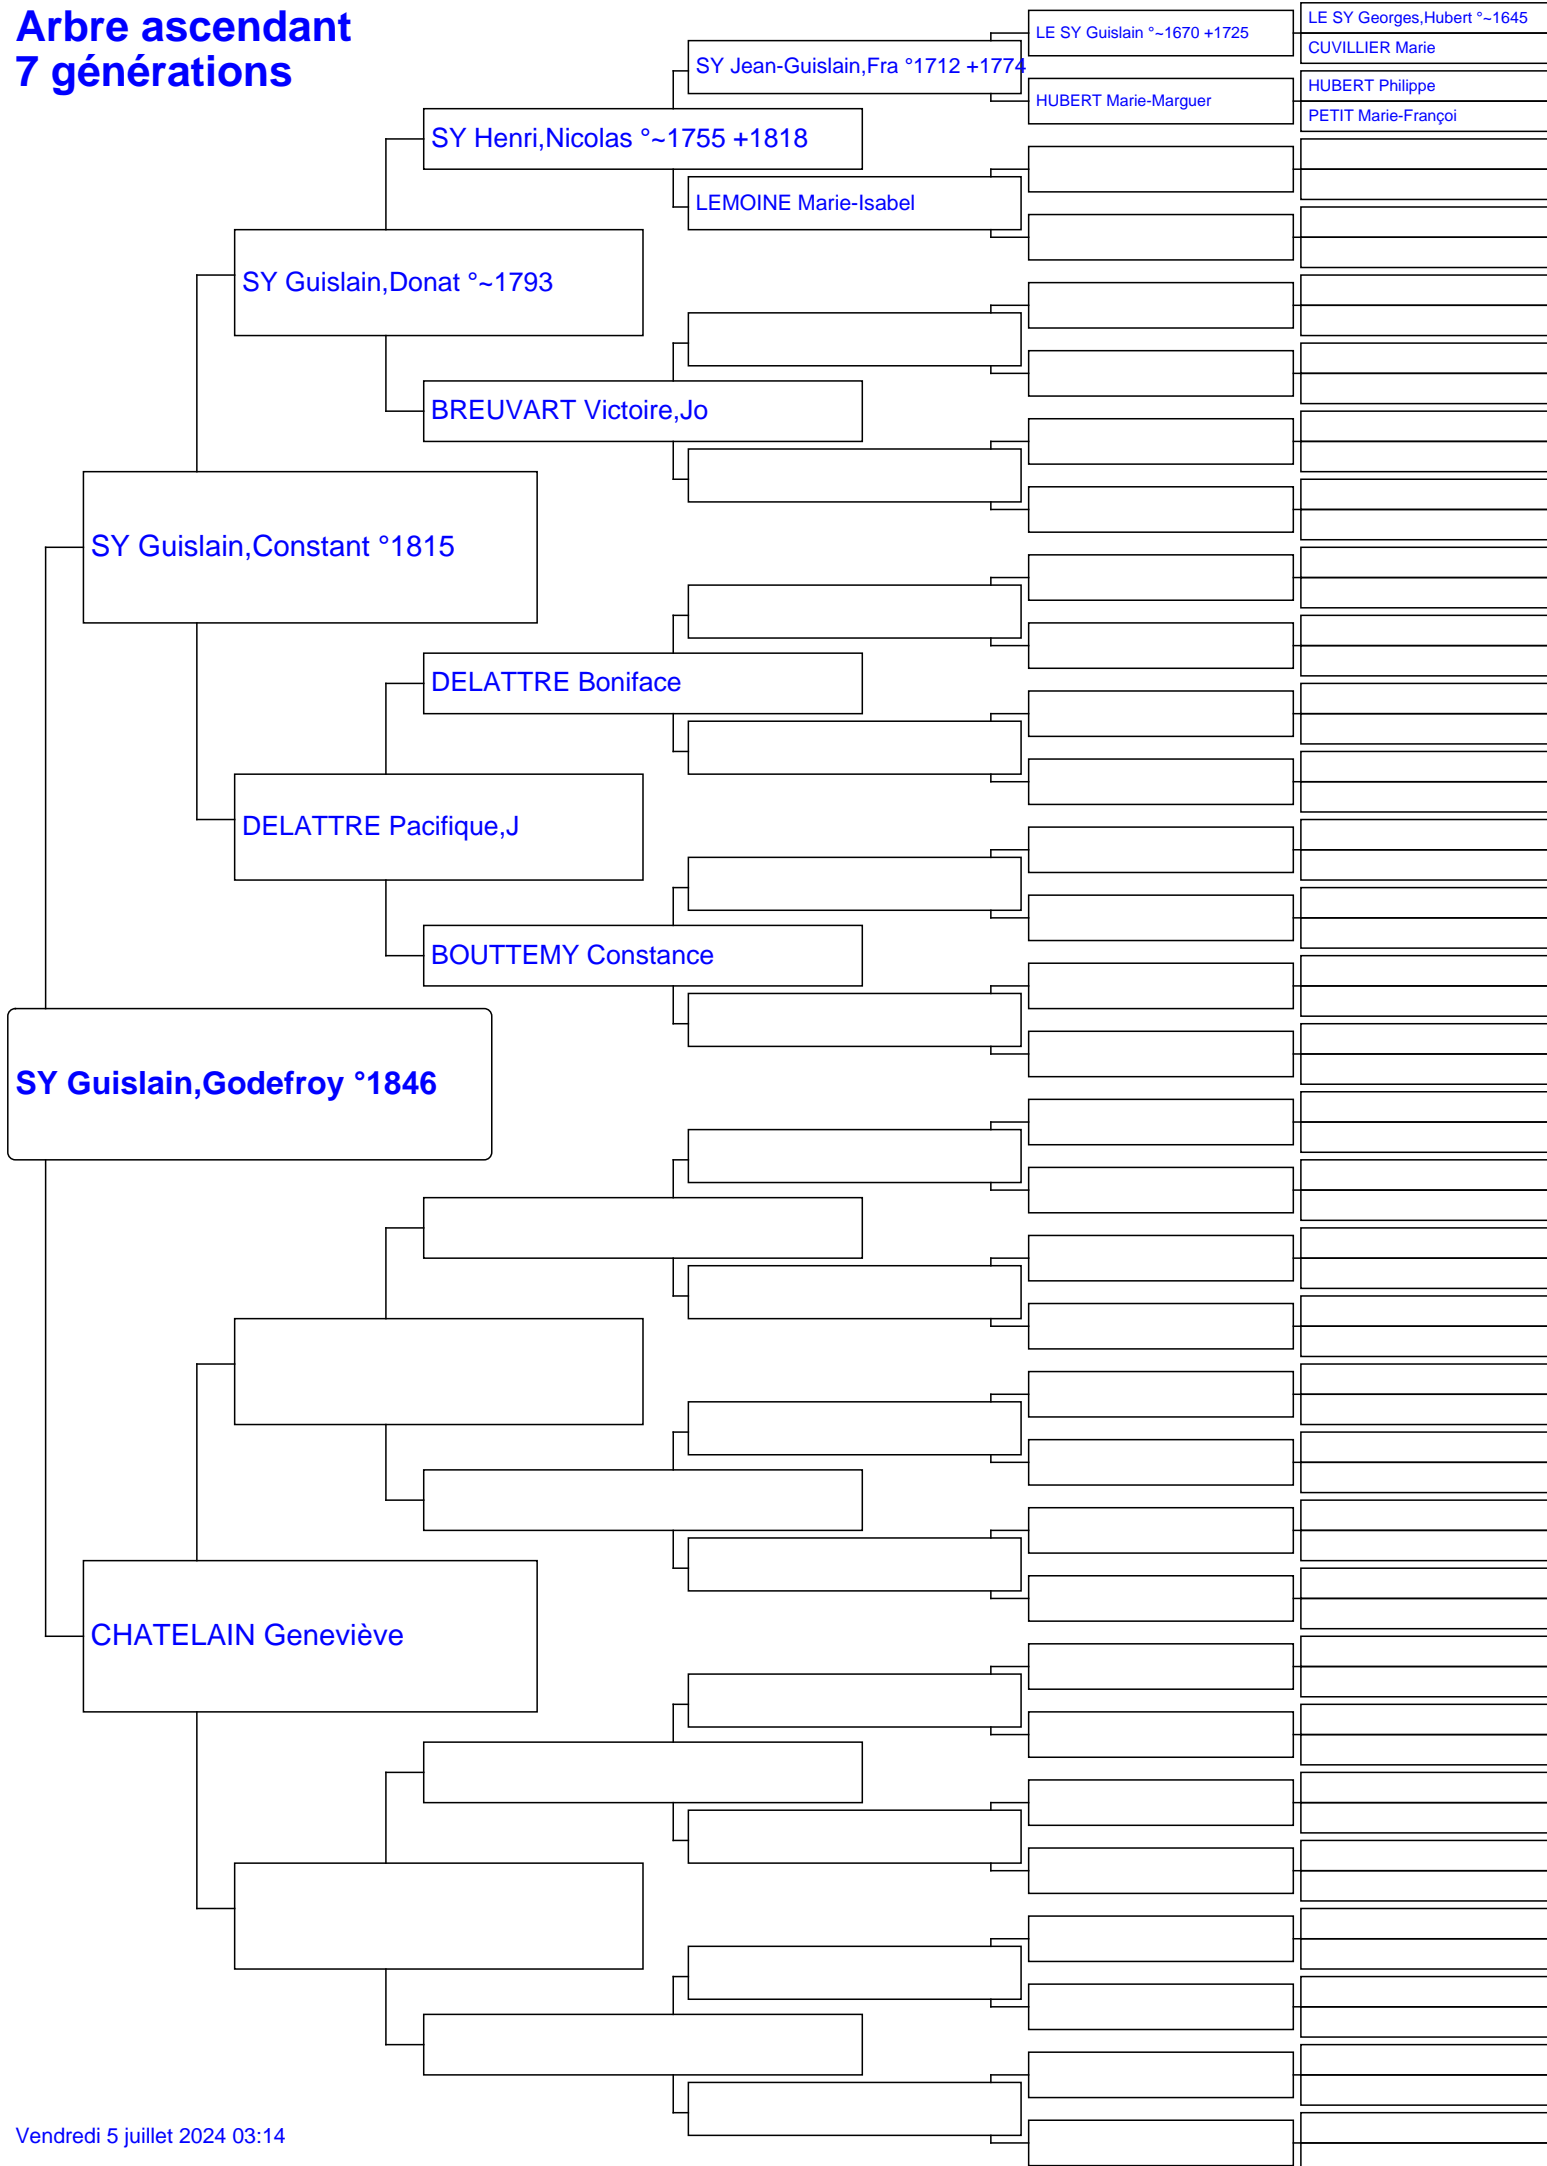 Arbre ascendant
7 générations
LE SY Georges,Hubert °~1645
LE SY Guislain °~1670 +1725
CUVILLIER Marie
SY Jean-Guislain,Fra °1712 +1774
HUBERT Philippe
HUBERT Marie-Marguer
PETIT Marie-Françoi
SY Henri,Nicolas °~1755 +1818
LEMOINE Marie-Isabel
SY Guislain,Donat °~1793
BREUVART Victoire,Jo
SY Guislain,Constant °1815
DELATTRE Boniface
DELATTRE Pacifique,J
BOUTTEMY Constance
SY Guislain,Godefroy °1846
CHATELAIN Geneviève
Vendredi 5 juillet 2024 03:14